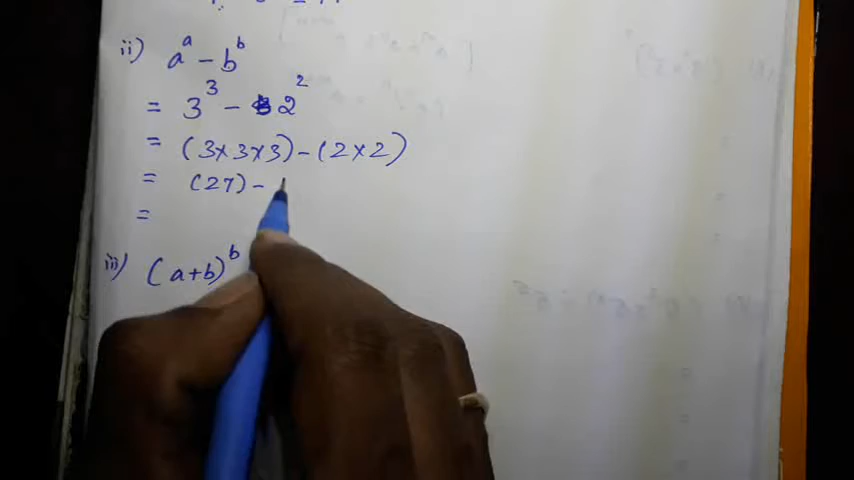 ii) a^a - b^b
= 3^3 - 2^2
= (3×3×3) - (2×2)
= (27) -
=
iii) (a+b)^b